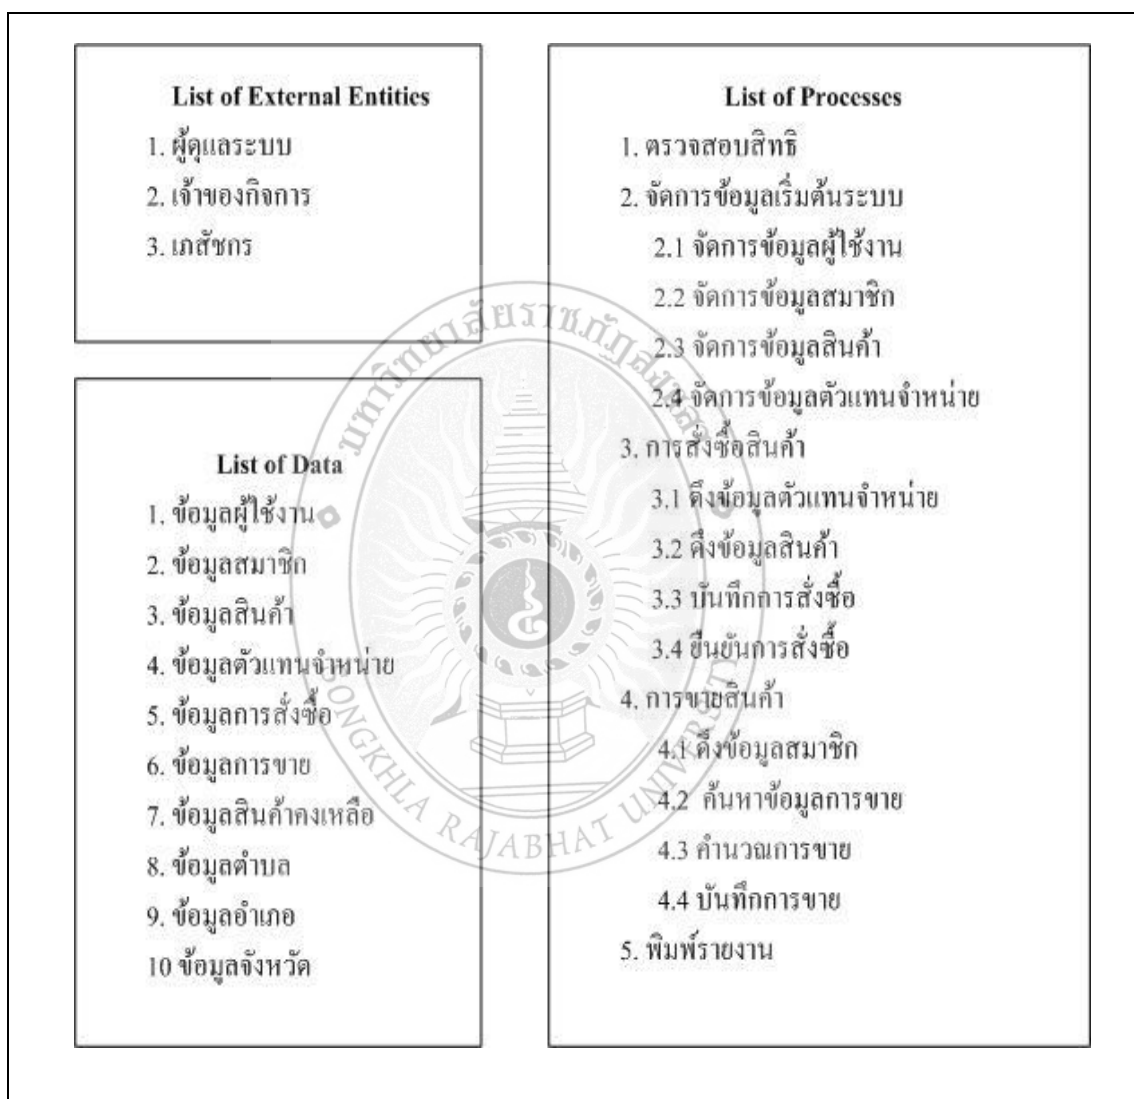 List of External Entities
1. ผู้ดูแลระบบ
2. เจ้าของกิจการ
3. เภสัชกร
List of Data
1. ข้อมูลผู้ใช้งาน
2. ข้อมูลสมาชิก
3. ข้อมูลสินค้า
4. ข้อมูลตัวแทนจำหน่าย
5. ข้อมูลการสั่งซื้อ
6. ข้อมูลการขาย
7. ข้อมูลสินค้าคงเหลือ
8. ข้อมูลตำบล
9. ข้อมูลอำเภอ
10 ข้อมูลจังหวัด
List of Processes
1. ตรวจสอบสิทธิ
2. จัดการข้อมูลเริ่มต้นระบบ
2.1 จัดการข้อมูลผู้ใช้งาน
2.2 จัดการข้อมูลสมาชิก
2.3 จัดการข้อมูลสินค้า
2.4 จัดการข้อมูลตัวแทนจำหน่าย
3. การสั่งซื้อสินค้า
3.1 ดึงข้อมูลตัวแทนจำหน่าย
3.2 ดึงข้อมูลสินค้า
3.3 บันทึกการสั่งซื้อ
3.4 ยืนยันการสั่งซื้อ
4. การขายสินค้า
4.1 ดึงข้อมูลสมาชิก
4.2 ค้นหาข้อมูลการขาย
4.3 คำนวณการขาย
4.4 บันทึกการขาย
5. พิมพ์รายงาน
มหาวิทยาลัยราชภัฏสงขลา
SONGKHLA RAJABHAT UNIVERSITY